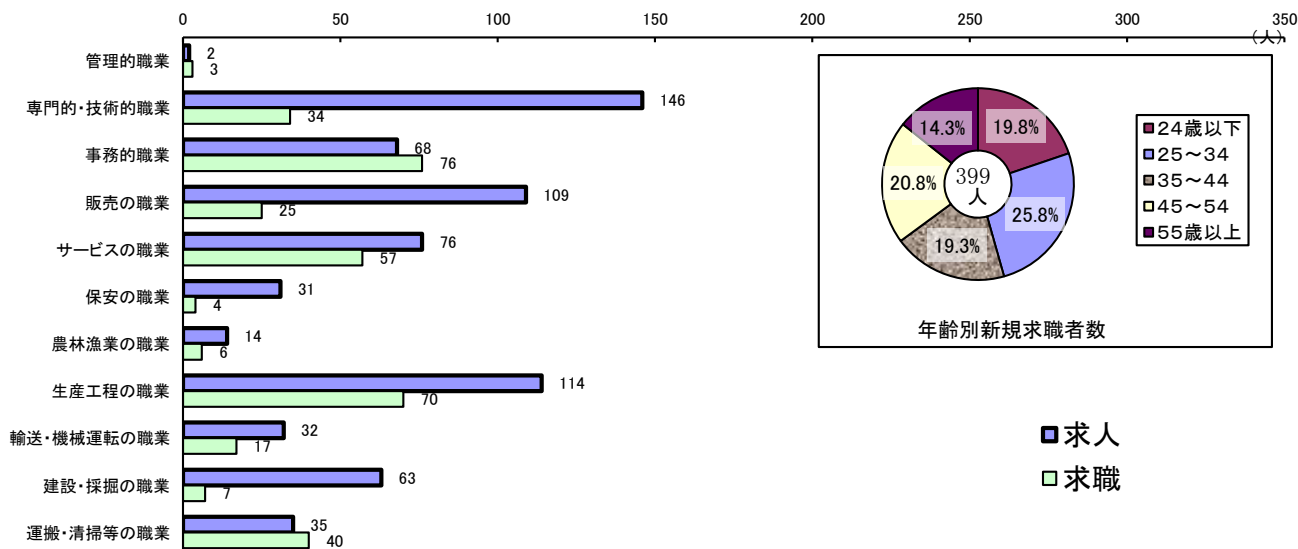 0 50 100 150 200 250 300 350
(人)
管理的職業 2
3
専門的・技術的職業 146
34
事務的職業 68
76
販売の職業 109
25
サービスの職業 76
57
保安の職業 31
4
農林漁業の職業 14
6
生産工程の職業 114
70
輸送・機械運転の職業 32
17
建設・採掘の職業 63
7
運搬・清掃等の職業 35
40
14.3% 19.8%
20.8% 25.8%
19.3%
399
人
24歳以下
25～34
35～44
45～54
55歳以上
年齢別新規求職者数
求人
求職